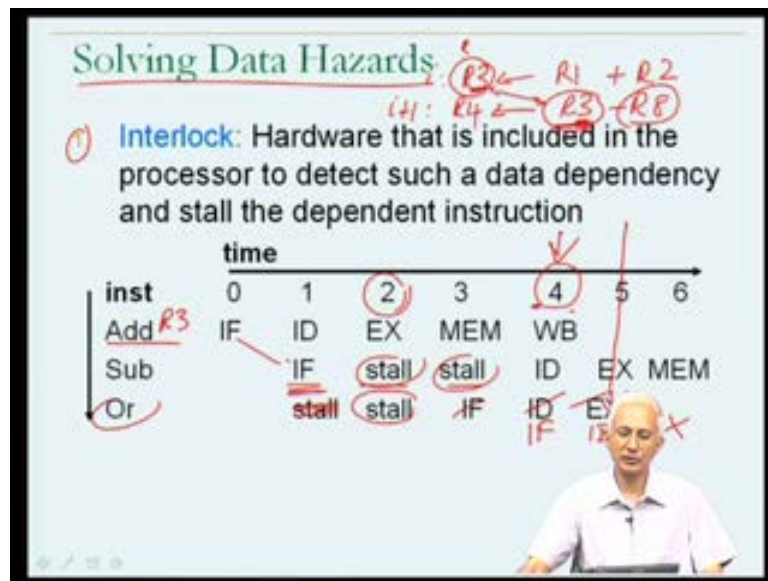 Solving Data Hazards
i: R3 ← R1 + R2
i+1: R4 ← R3 - R8
1 Interlock: Hardware that is included in the
processor to detect such a data dependency
and stall the dependent instruction
time
inst 0 1 2 3 4 5 6
Add R3 IF ID EX MEM WB
Sub IF stall stall ID EX MEM
Or stall stall IF ID
IF